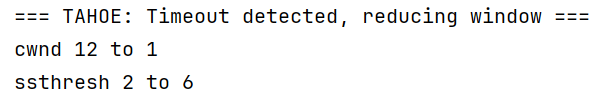 === TAHOE: Timeout detected, reducing window ===
cwnd 12 to 1
ssthresh 2 to 6